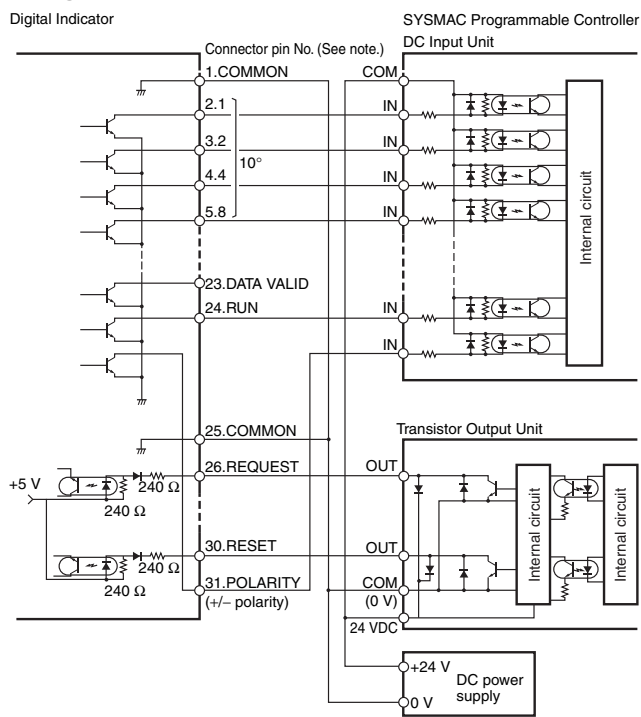 Digital Indicator
SYSMAC Programmable Controller
DC Input Unit
Connector pin No. (See note.)
1.COMMON
COM
2.1
IN
3.2
IN
10°
4.4
IN
5.8
IN
Internal circuit
23.DATA VALID
24.RUN
IN
IN
25.COMMON
Transistor Output Unit
26.REQUEST
OUT
+5 V
240 Ω
240 Ω
Internal circuit
Internal circuit
30.RESET
OUT
240 Ω
240 Ω
31.POLARITY
(+/− polarity)
COM
(0 V)
24 VDC
+24 V
DC power
supply
0 V